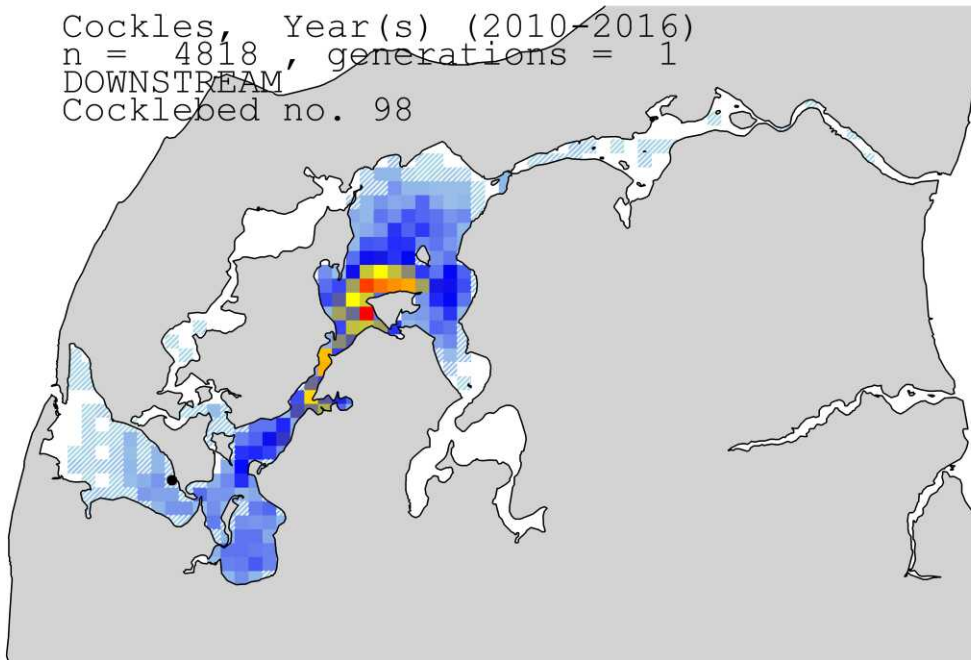 Cockles,  Year(s) (2010-2016)
n =  4818 , generations =  1
DOWNSTREAM
Cocklebed no. 98